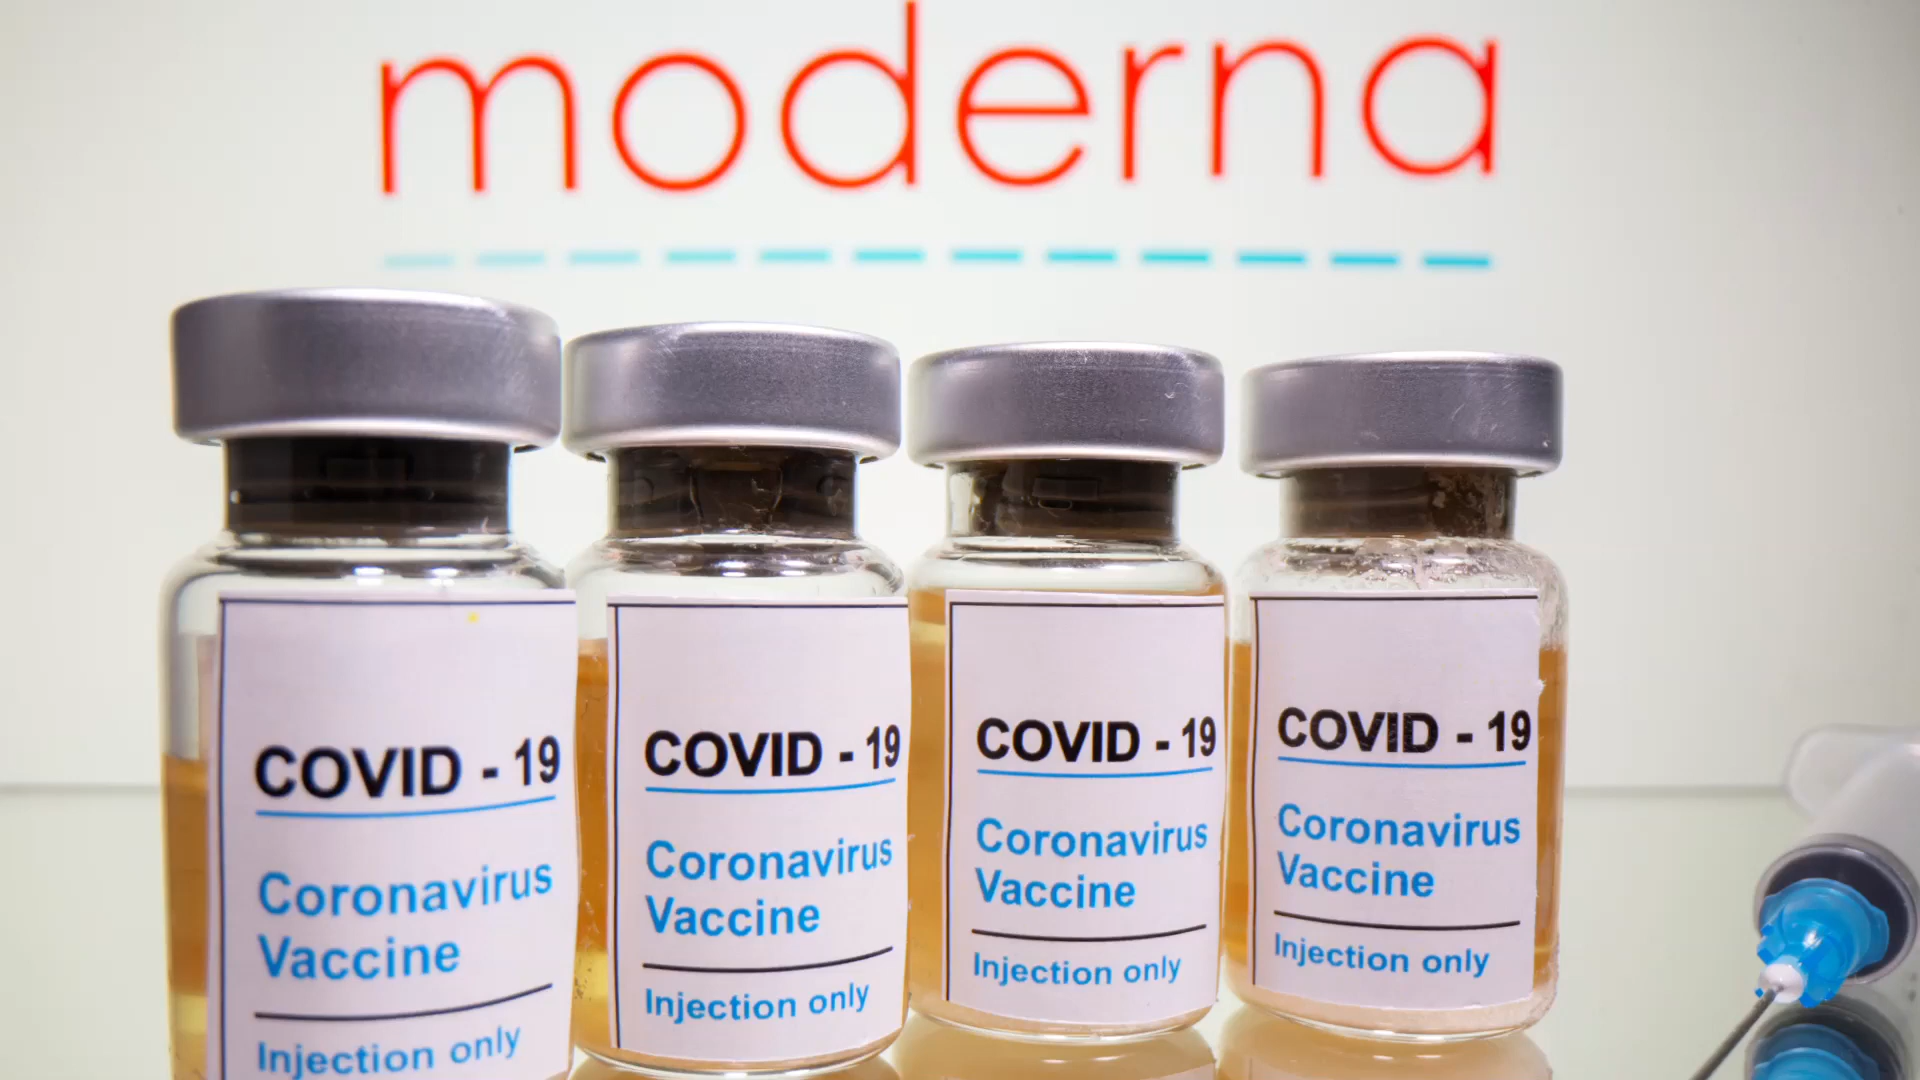 moderna
COVID - 19
Coronavirus
Vaccine
Injection only
COVID - 19
Coronavirus
Vaccine
Injection only
COVID - 19
Coronavirus
Vaccine
Injection only
COVID - 19
Coronavirus
Vaccine
Injection only